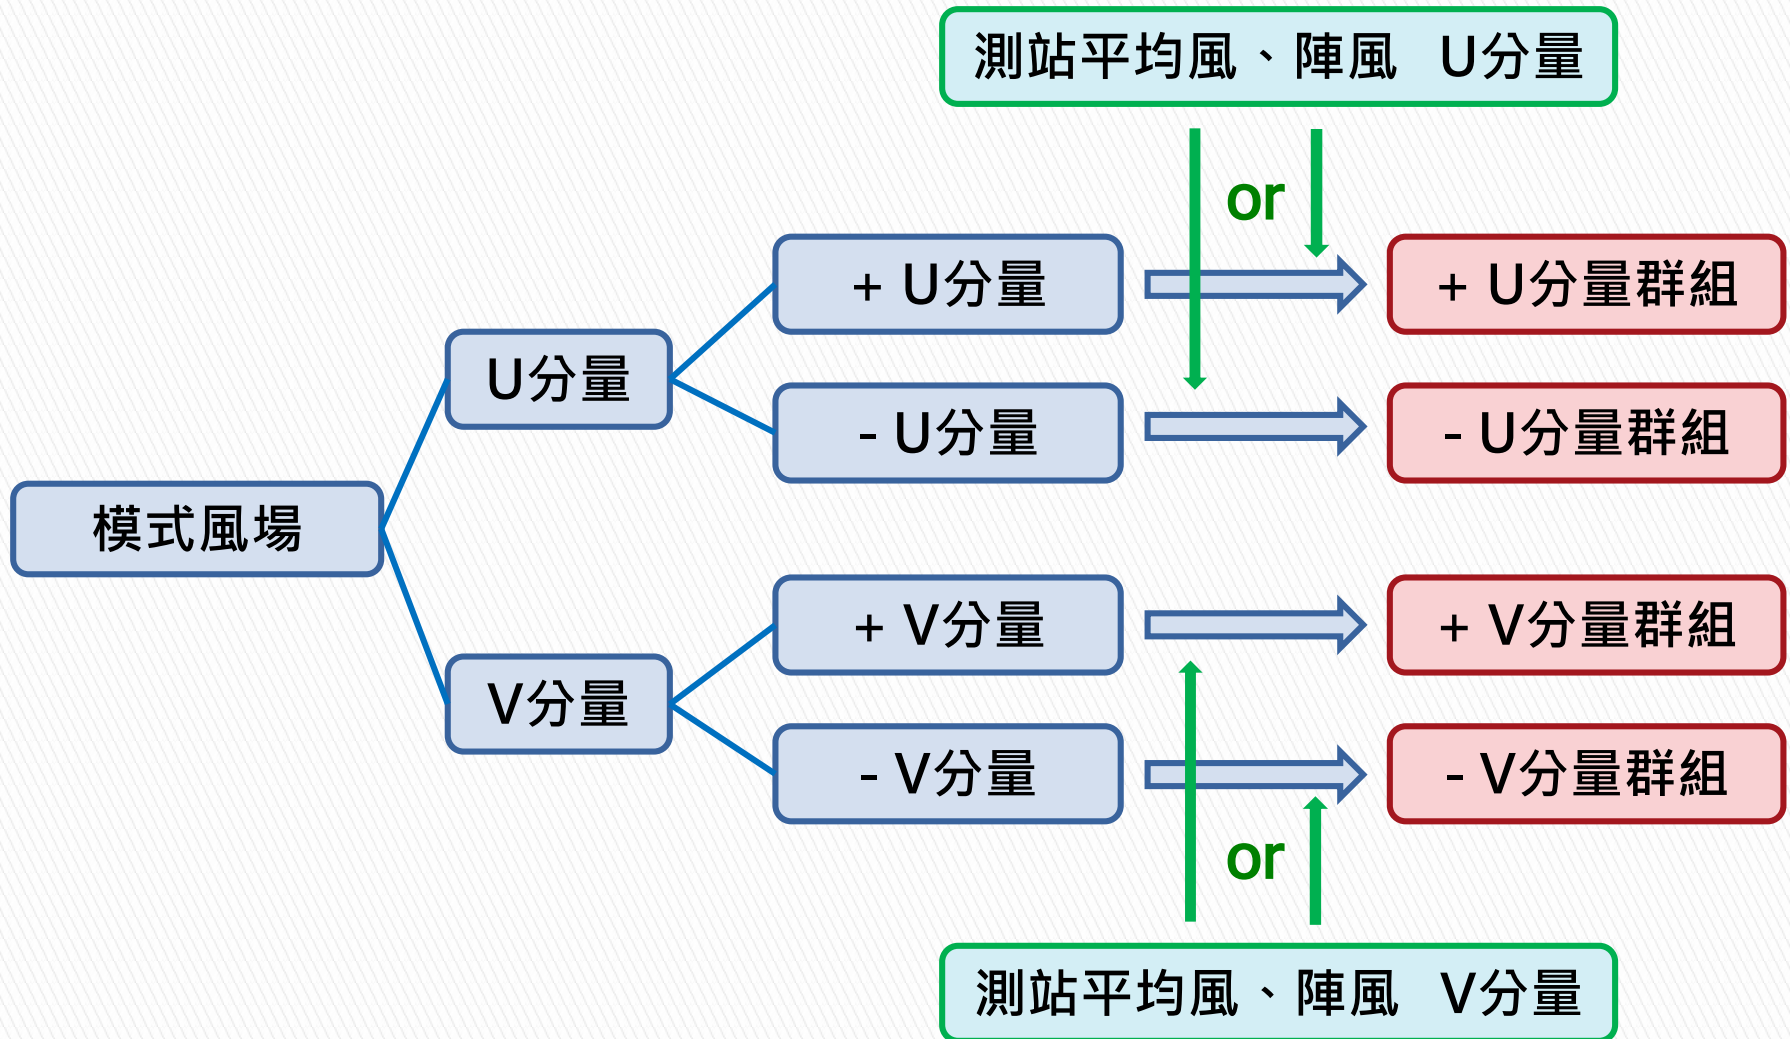 測站平均風、陣風 U分量
or
+ U分量
+ U分量群組
U分量
- U分量
- U分量群組
模式風場
+ V分量
+ V分量群組
V分量
- V分量
- V分量群組
or
測站平均風、陣風 V分量